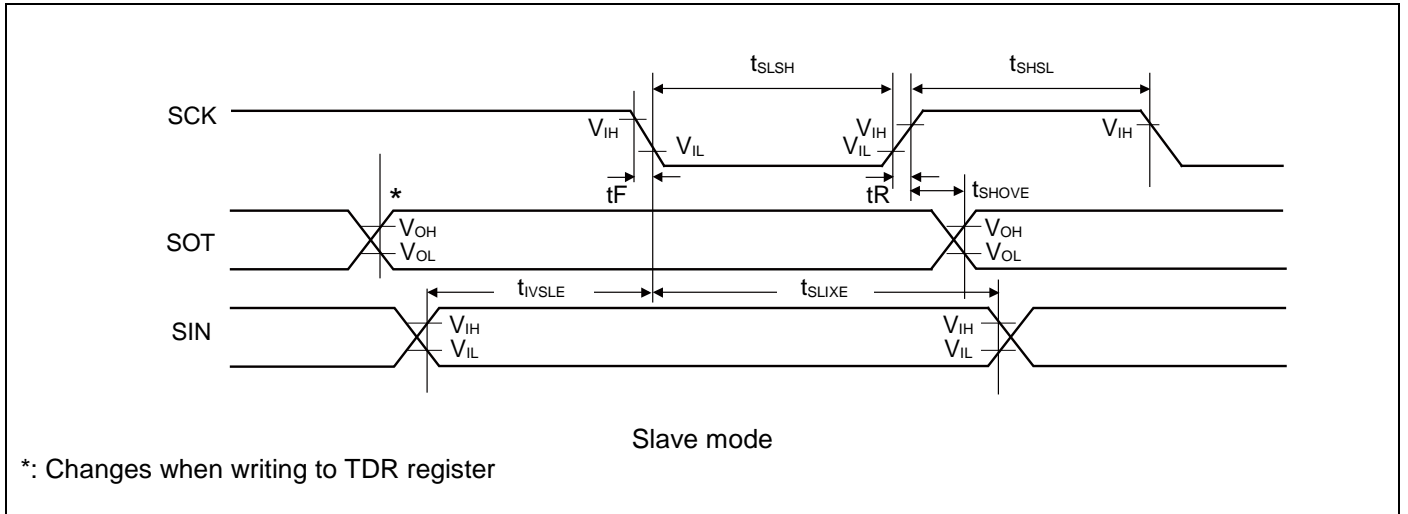 tSLSH tSHSL
SCK
VIH VIL VIH VIL VIH
tF tR tSHOVE
*
SOT
VOH VOH
VOL VOL
tIVSLE tSLIXE
SIN
VIH VIH
VIL VIL
Slave mode
*: Changes when writing to TDR register